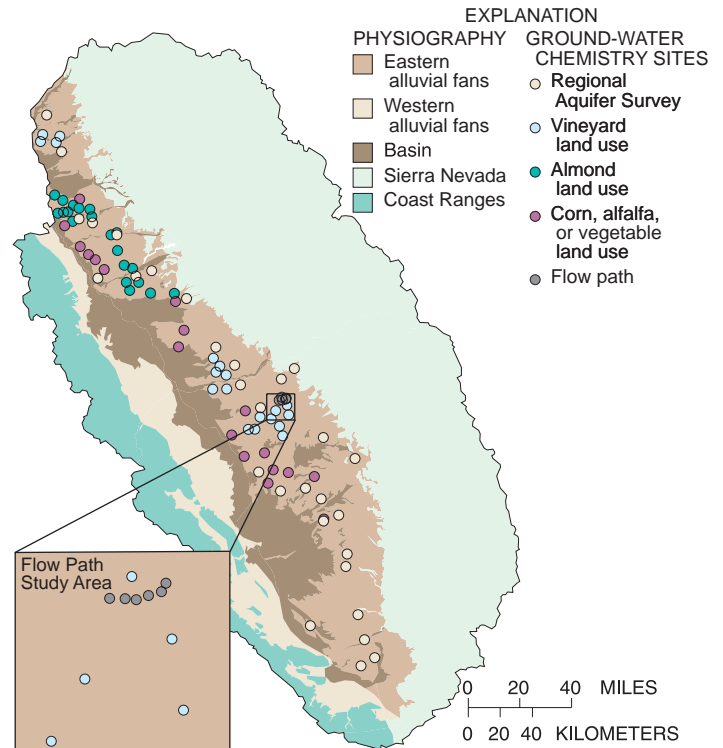 EXPLANATION
PHYSIOGRAPHY
Eastern
alluvial fans
Western
alluvial fans
Basin
Sierra Nevada
Coast Ranges
GROUND-WATER
CHEMISTRY SITES
Regional
Aquifer Survey
Vineyard
land use
Almond
land use
Corn, alfalfa,
or vegetable
land use
Flow path
Flow Path
Study Area
0 20 40 MILES
0 20 40 KILOMETERS